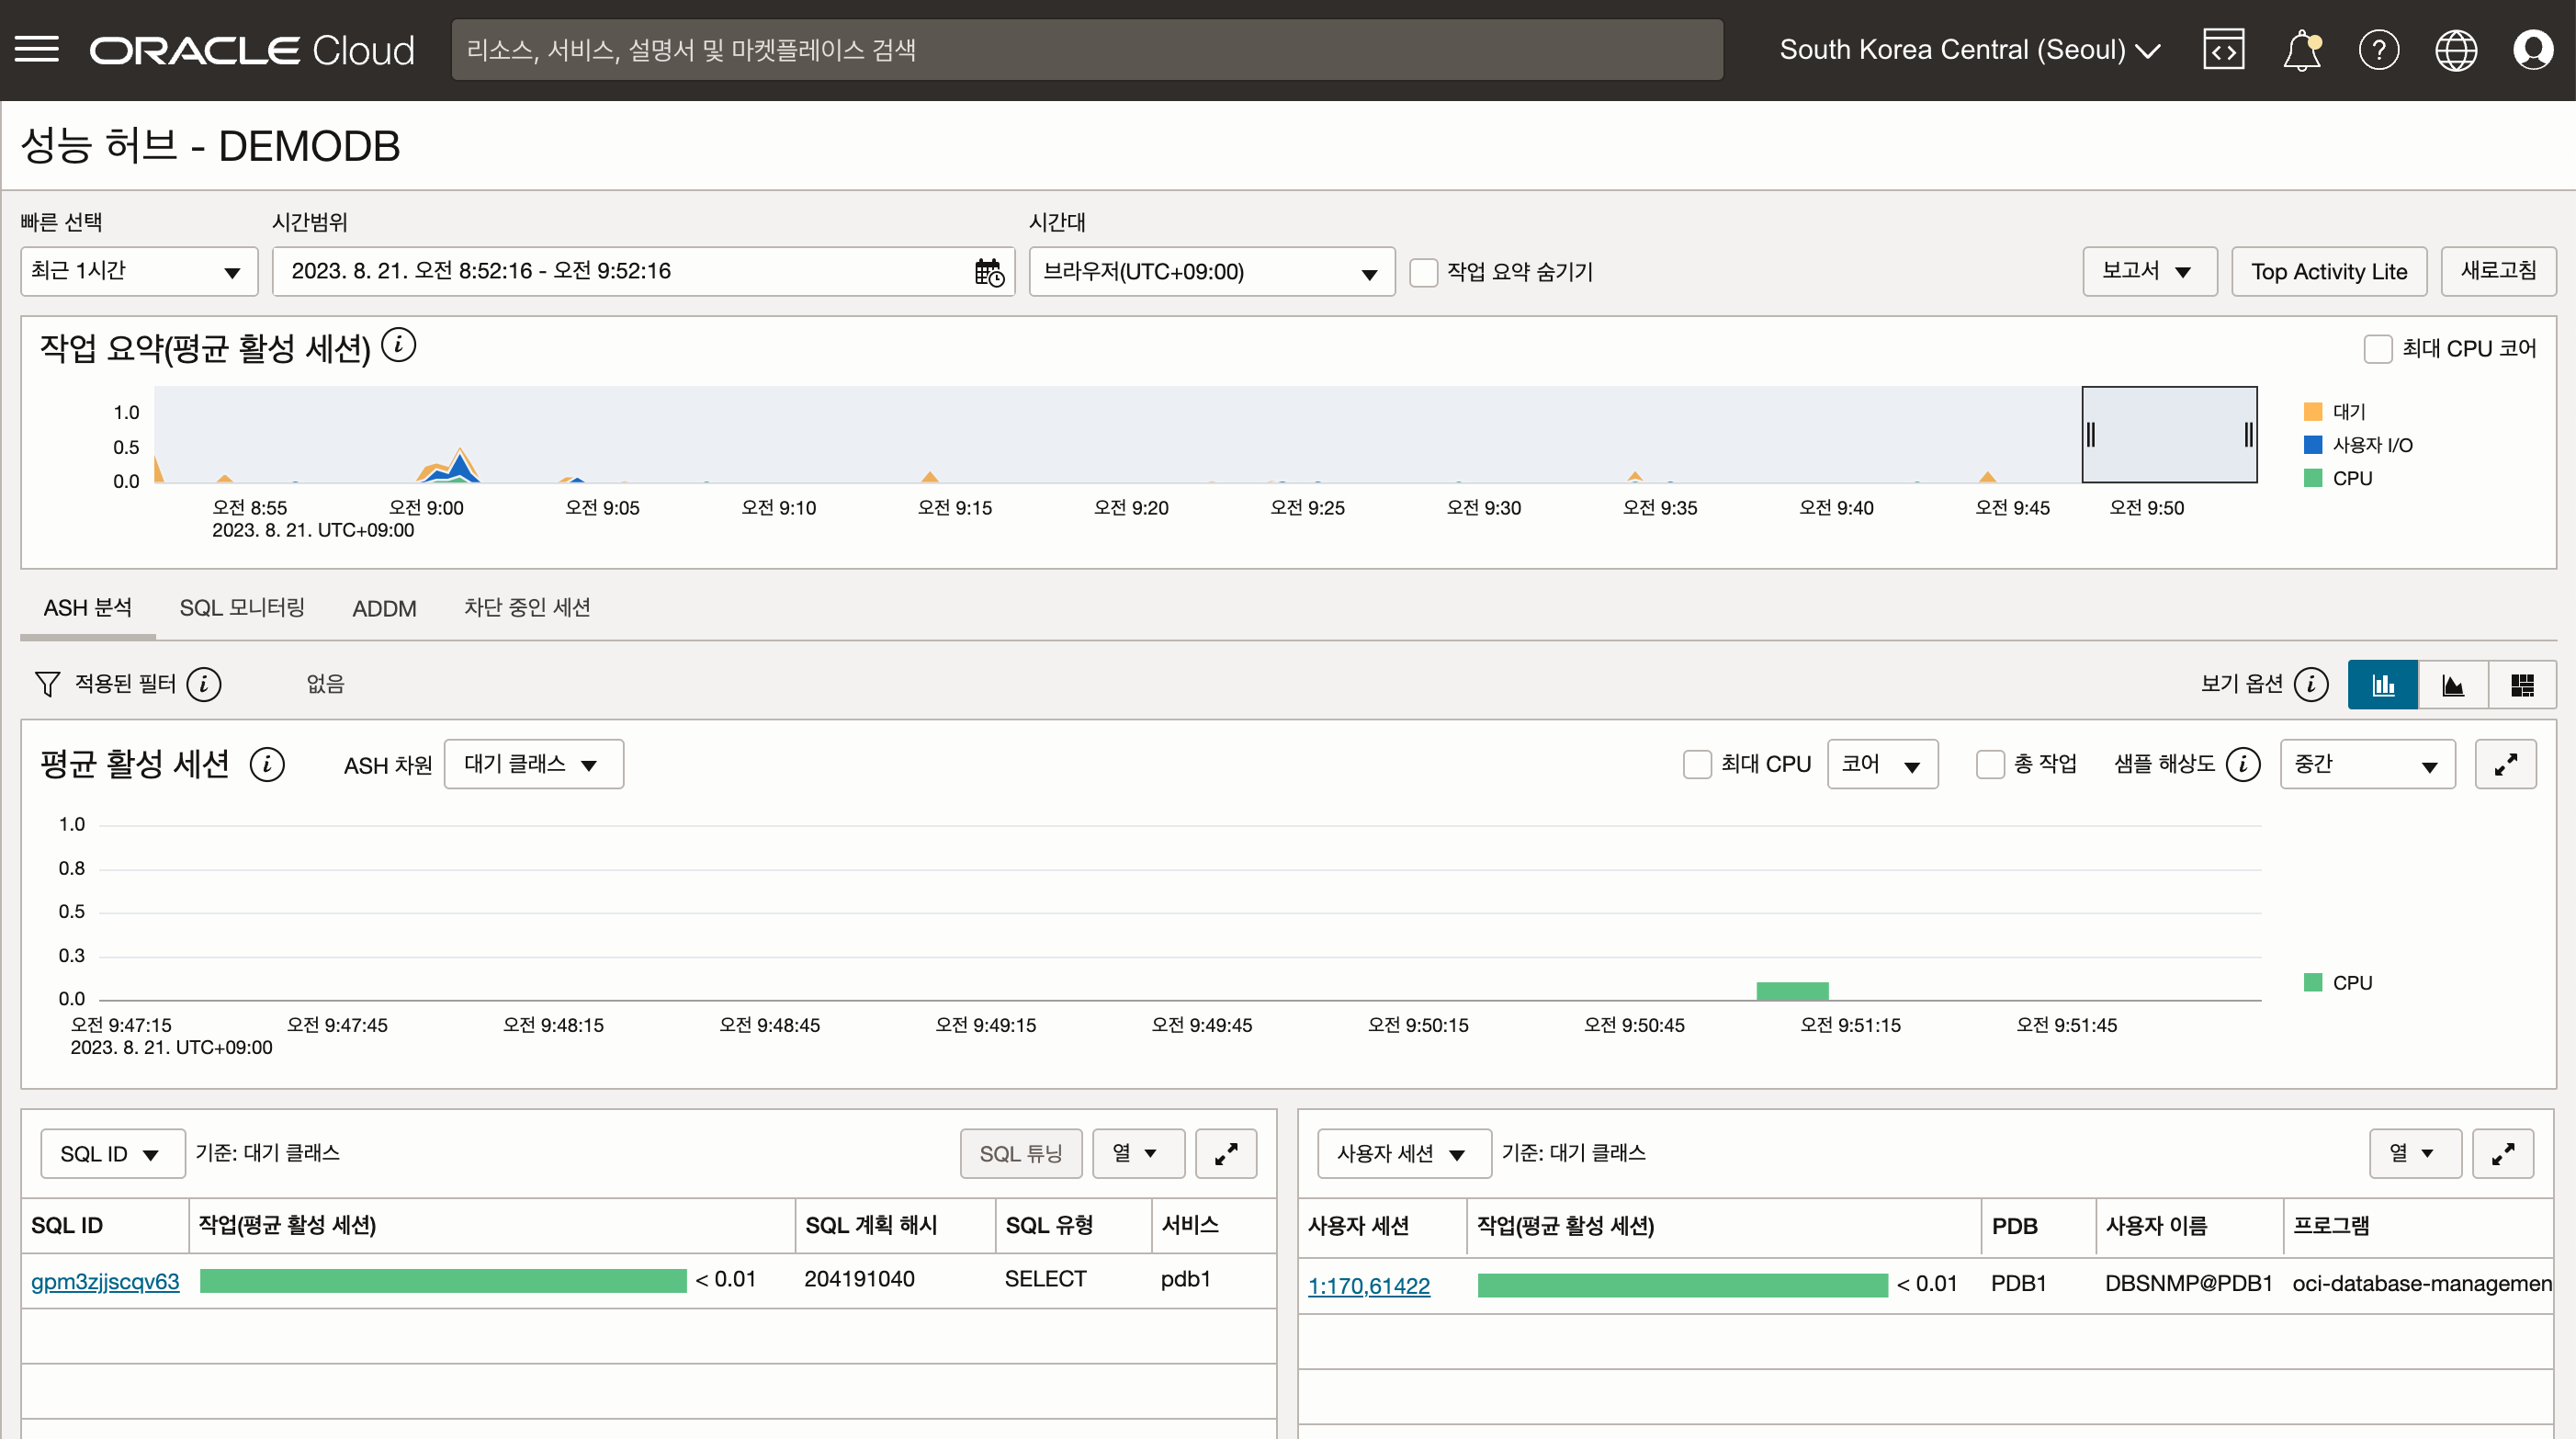 ORACLE Cloud
리소스, 서비스, 설명서 및 마켓플레이스 검색
South Korea Central (Seoul)
성능 허브 - DEMODB
빠른 선택
시간범위
시간대
최근 1시간
2023. 8. 21. 오전 8:52:16 - 오전 9:52:16
브라우저(UTC+09:00)
작업 요약 숨기기
보고서
Top Activity Lite
새로고침
작업 요약(평균 활성 세션)
최대 CPU 코어
1.0
0.5
0.0
대기
사용자 I/O
CPU
오전 8:55
오전 9:00
오전 9:05
오전 9:10
오전 9:15
오전 9:20
오전 9:25
오전 9:30
오전 9:35
오전 9:40
오전 9:45
오전 9:50
2023. 8. 21. UTC+09:00
ASH 분석
SQL 모니터링
ADDM
차단 중인 세션
적용된 필터
없음
보기 옵션
평균 활성 세션
ASH 차원
대기 클래스
최대 CPU
코어
총 작업
샘플 해상도
중간
1.0
0.8
0.5
0.3
0.0
CPU
오전 9:47:15
오전 9:47:45
오전 9:48:15
오전 9:48:45
오전 9:49:15
오전 9:49:45
오전 9:50:15
오전 9:50:45
오전 9:51:15
오전 9:51:45
2023. 8. 21. UTC+09:00
SQL ID
기준: 대기 클래스
SQL 튜닝
열
SQL ID
작업(평균 활성 세션)
SQL 계획 해시
SQL 유형
서비스
gpm3zjjscqv63
< 0.01
204191040
SELECT
pdb1
사용자 세션
기준: 대기 클래스
열
사용자 세션
작업(평균 활성 세션)
PDB
사용자 이름
프로그램
1:170,61422
< 0.01
PDB1
DBSNMP@PDB1
oci-database-managemen